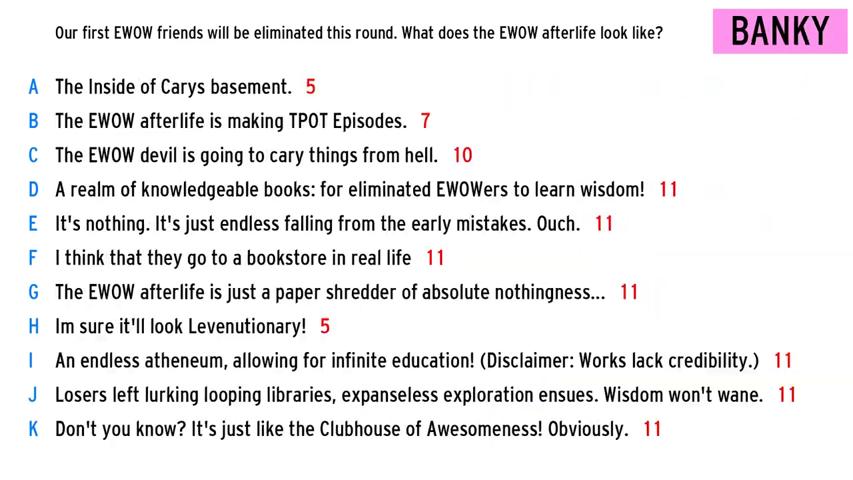 Our first EWOW friends will be eliminated this round. What does the EWOW afterlife look like?
BANKY
A The Inside of Carys basement. 5
B The EWOW afterlife is making TPOT Episodes. 7
C The EWOW devil is going to cary things from hell. 10
D A realm of knowledgeable books: for eliminated EWOWers to learn wisdom! 11
E It's nothing. It's just endless falling from the early mistakes. Ouch. 11
F I think that they go to a bookstore in real life 11
G The EWOW afterlife is just a paper shredder of absolute nothingness... 11
H Im sure it'll look Levenutionary! 5
I An endless atheneum, allowing for infinite education! (Disclaimer: Works lack credibility.) 11
J Losers left lurking looping libraries, expanseless exploration ensues. Wisdom won't wane. 11
K Don't you know? It's just like the Clubhouse of Awesomeness! Obviously. 11